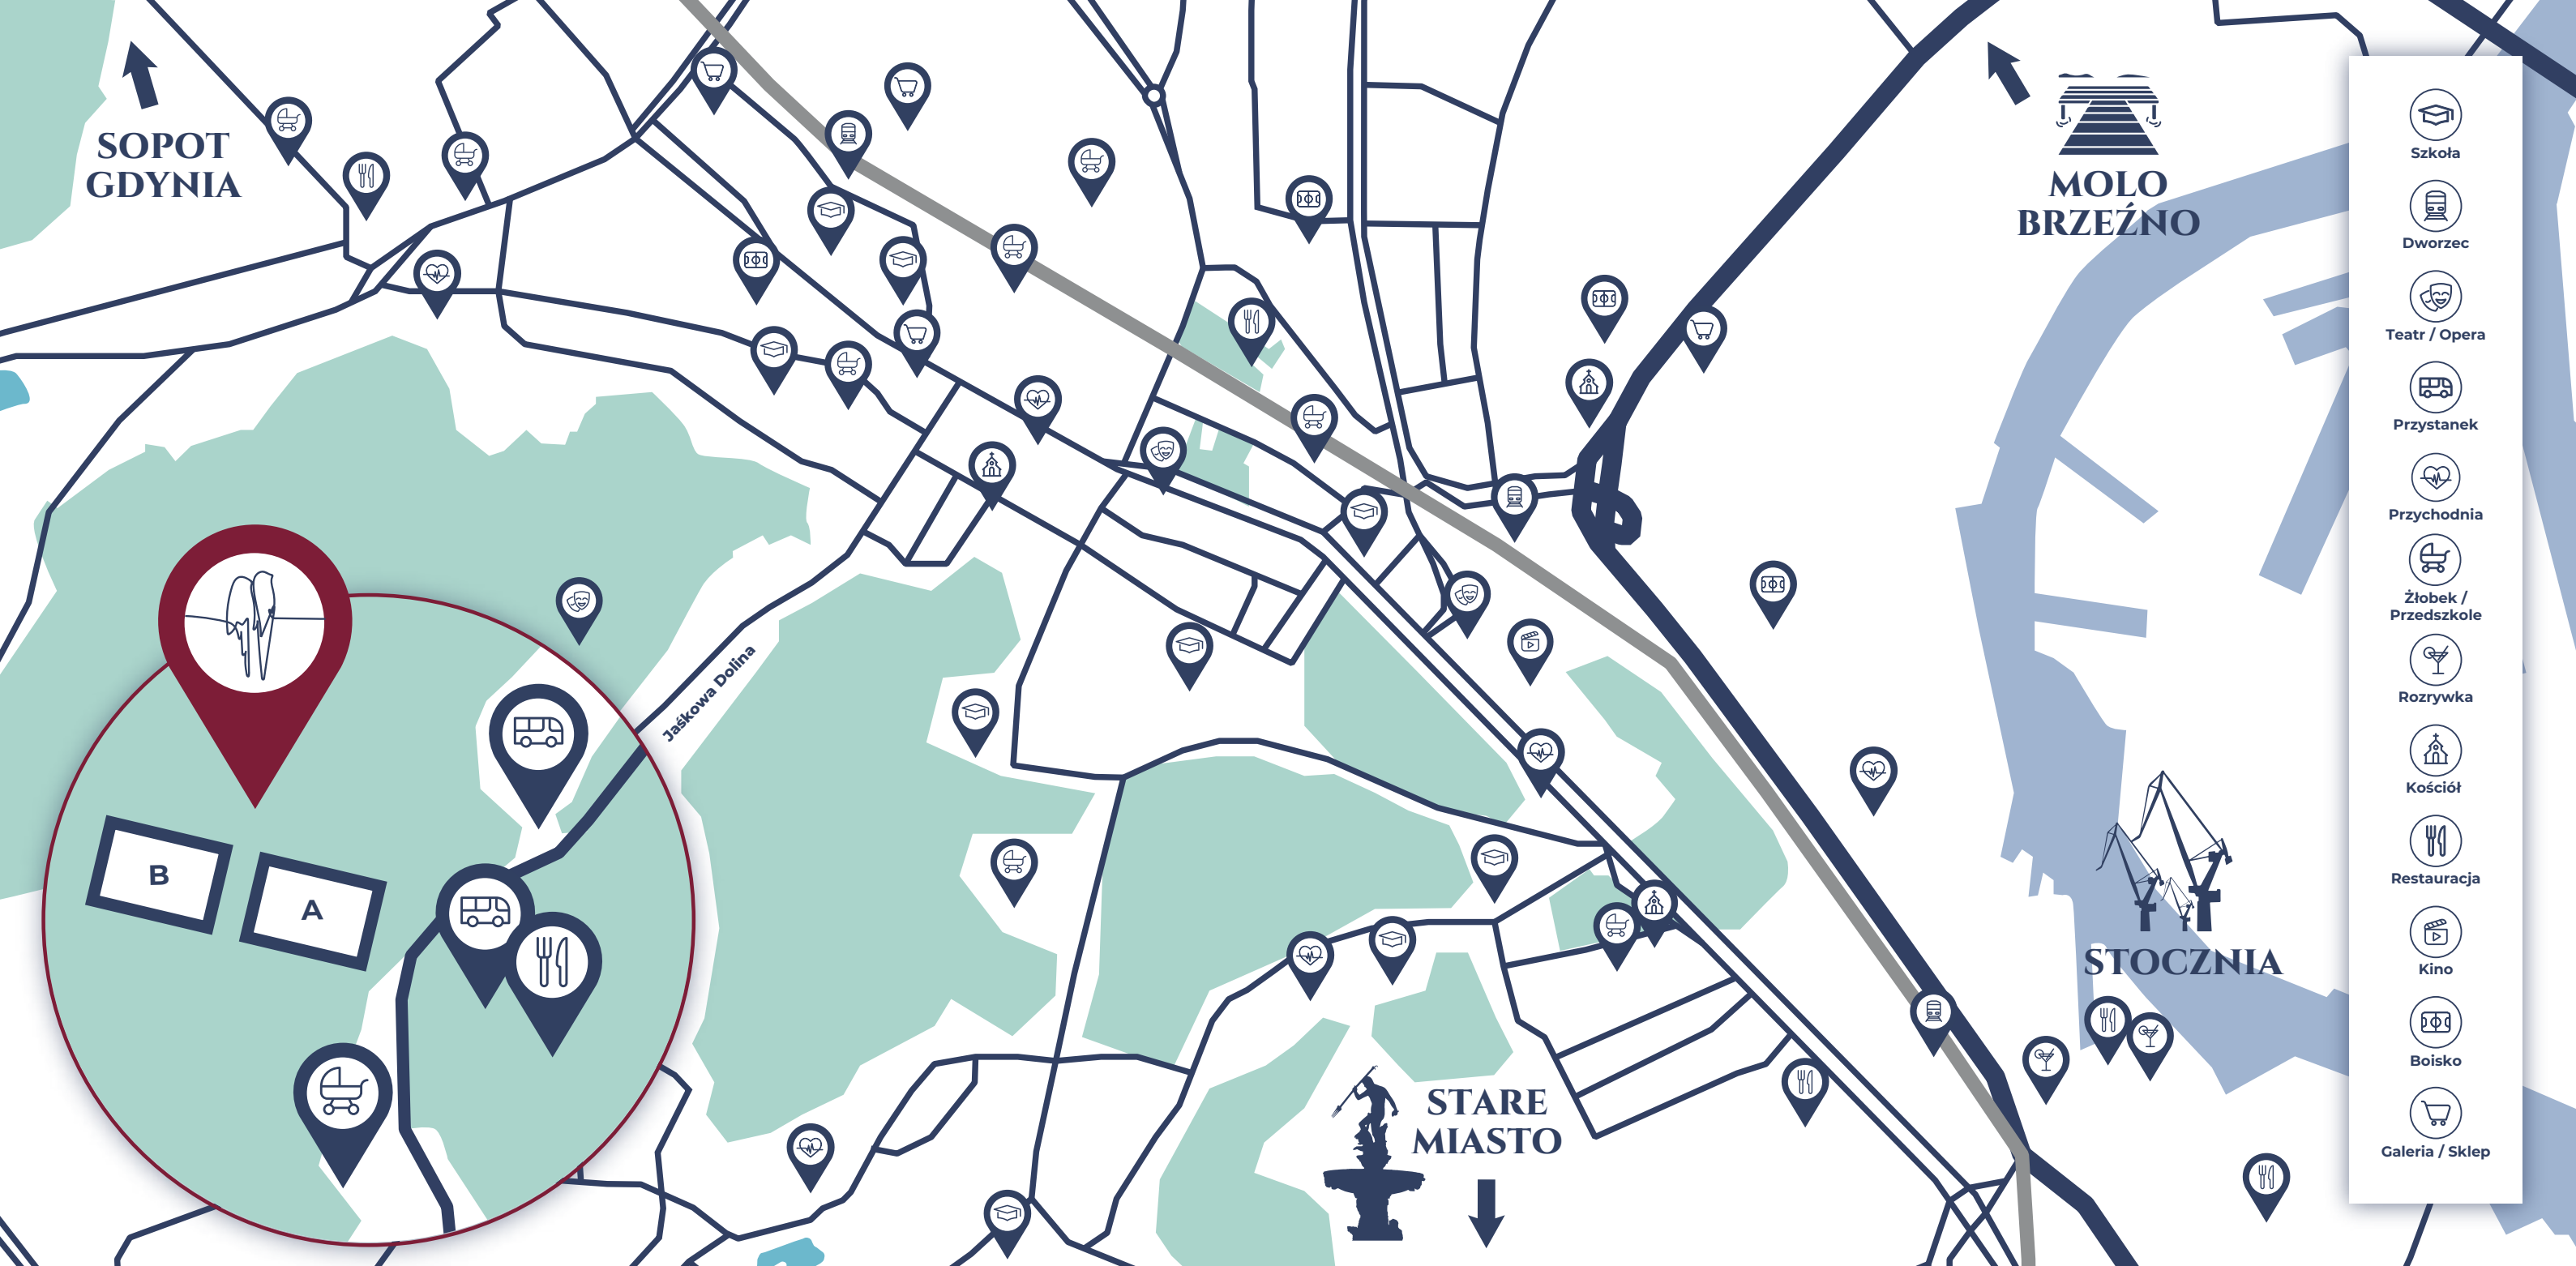 SOPOT
GDYNIA
MOLO
BRZEŹNO
Jaśkowa Dolina
B
A
STOCZNIA
STARE
MIASTO
Szkoła
Dworzec
Teatr / Opera
Przystanek
Przychodnia
Żłobek /
Przedszkole
Rozrywka
Kościół
Restauracja
Kino
Boisko
Galeria / Sklep